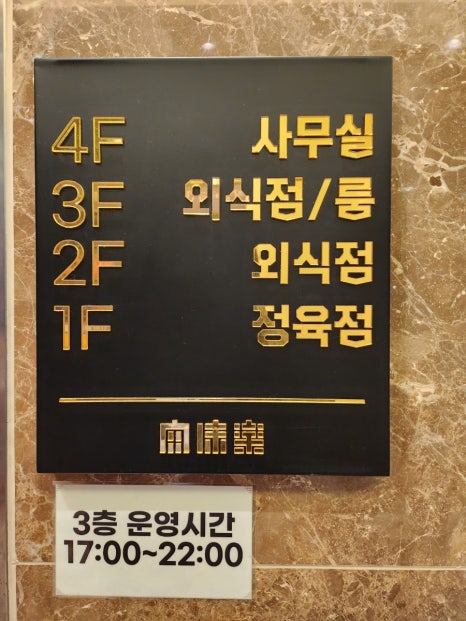 4F 사무실
3F 외식점/룸
2F 외식점
1F 정육점
3층 운영시간
17:00~22:00